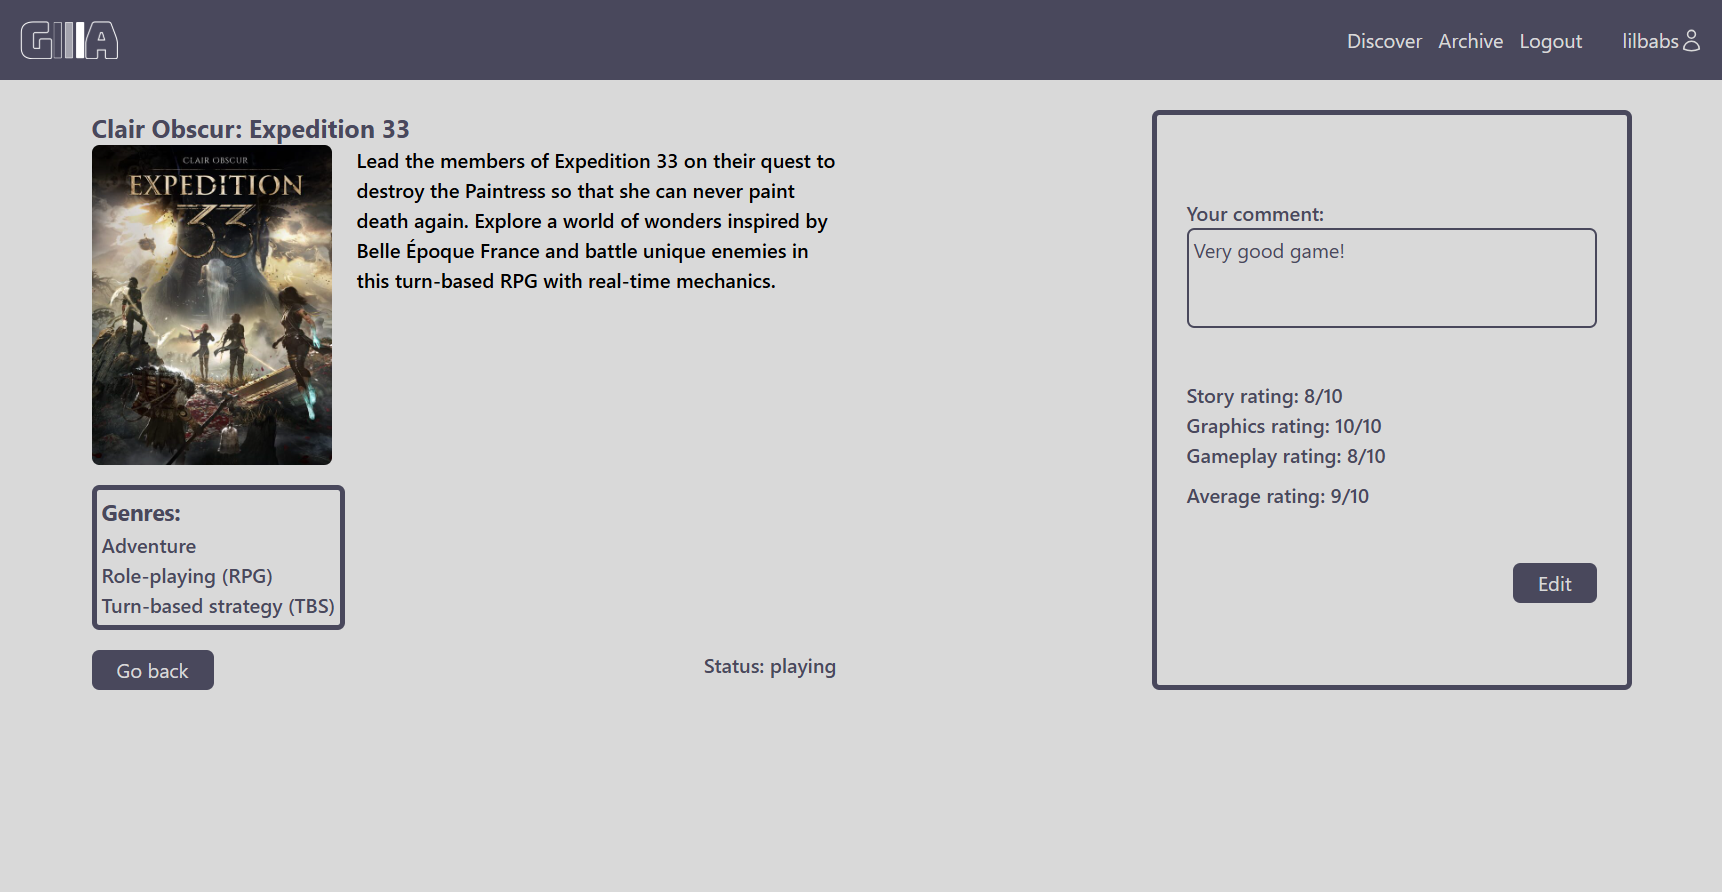 GIIIA
Discover Archive Logout lilbabs
Clair Obscur: Expedition 33
CLAIR OBSCUR
EXPEDITION
33
Lead the members of Expedition 33 on their quest to
destroy the Paintress so that she can never paint
death again. Explore a world of wonders inspired by
Belle Époque France and battle unique enemies in
this turn-based RPG with real-time mechanics.
Genres:
Adventure
Role-playing (RPG)
Turn-based strategy (TBS)
Go back
Status: playing
Your comment:
Very good game!
Story rating: 8/10
Graphics rating: 10/10
Gameplay rating: 8/10
Average rating: 9/10
Edit